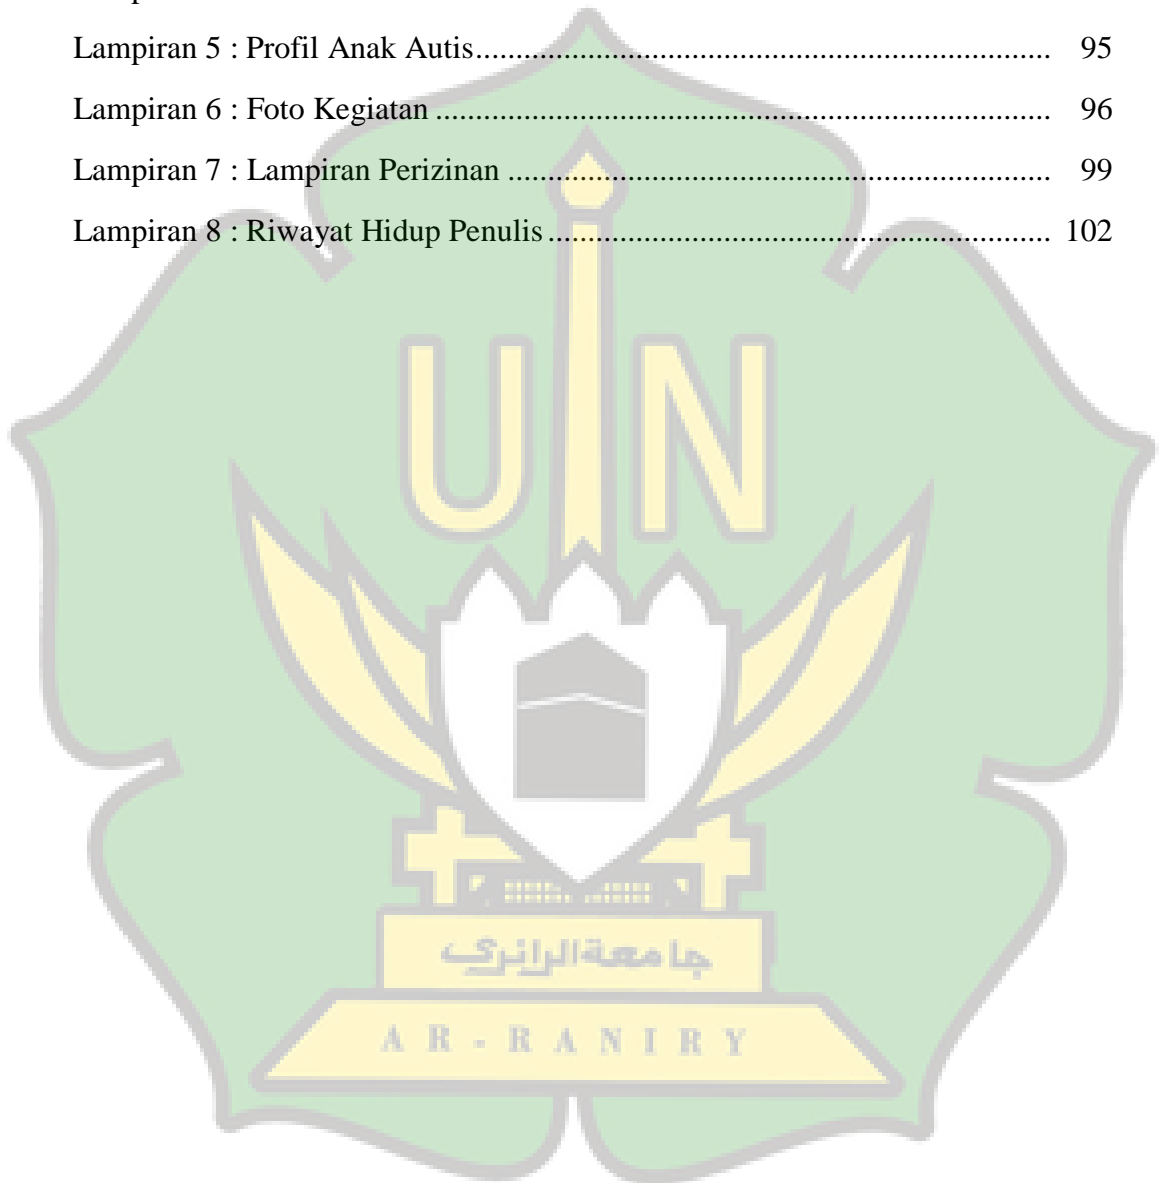 Lampiran 5 : Profil Anak Autis....................................................................... 95
Lampiran 6 : Foto Kegiatan ............................................................................ 96
Lampiran 7 : Lampiran Perizinan ................................................................... 99
Lampiran 8 : Riwayat Hidup Penulis .............................................................. 102
UIN
جامعة الرانري
AR-RANIRY